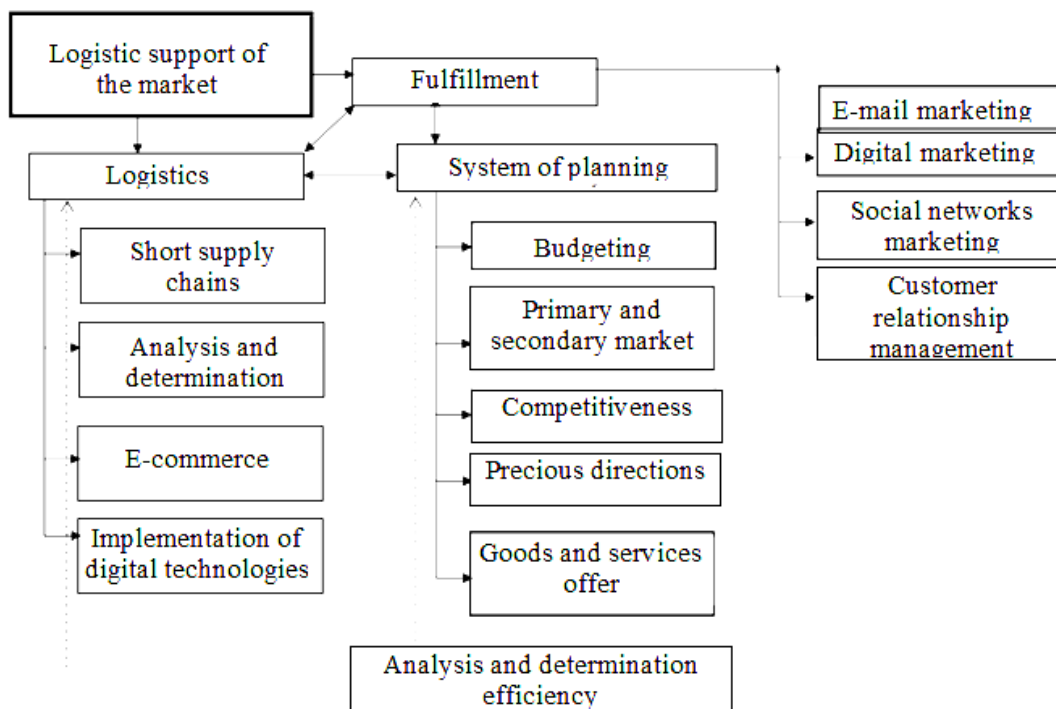 Logistic support of
the market
Fulfillment
E-mail marketing
Digital marketing
Logistics
System of planning
Social networks
marketing
Short supply
chains
Budgeting
Customer
relationship
management
Primary and
secondary market
Analysis and
determination
Competitiveness
E-commerce
Precious directions
Implementation of
digital technologies
Goods and services
offer
Analysis and determination
efficiency